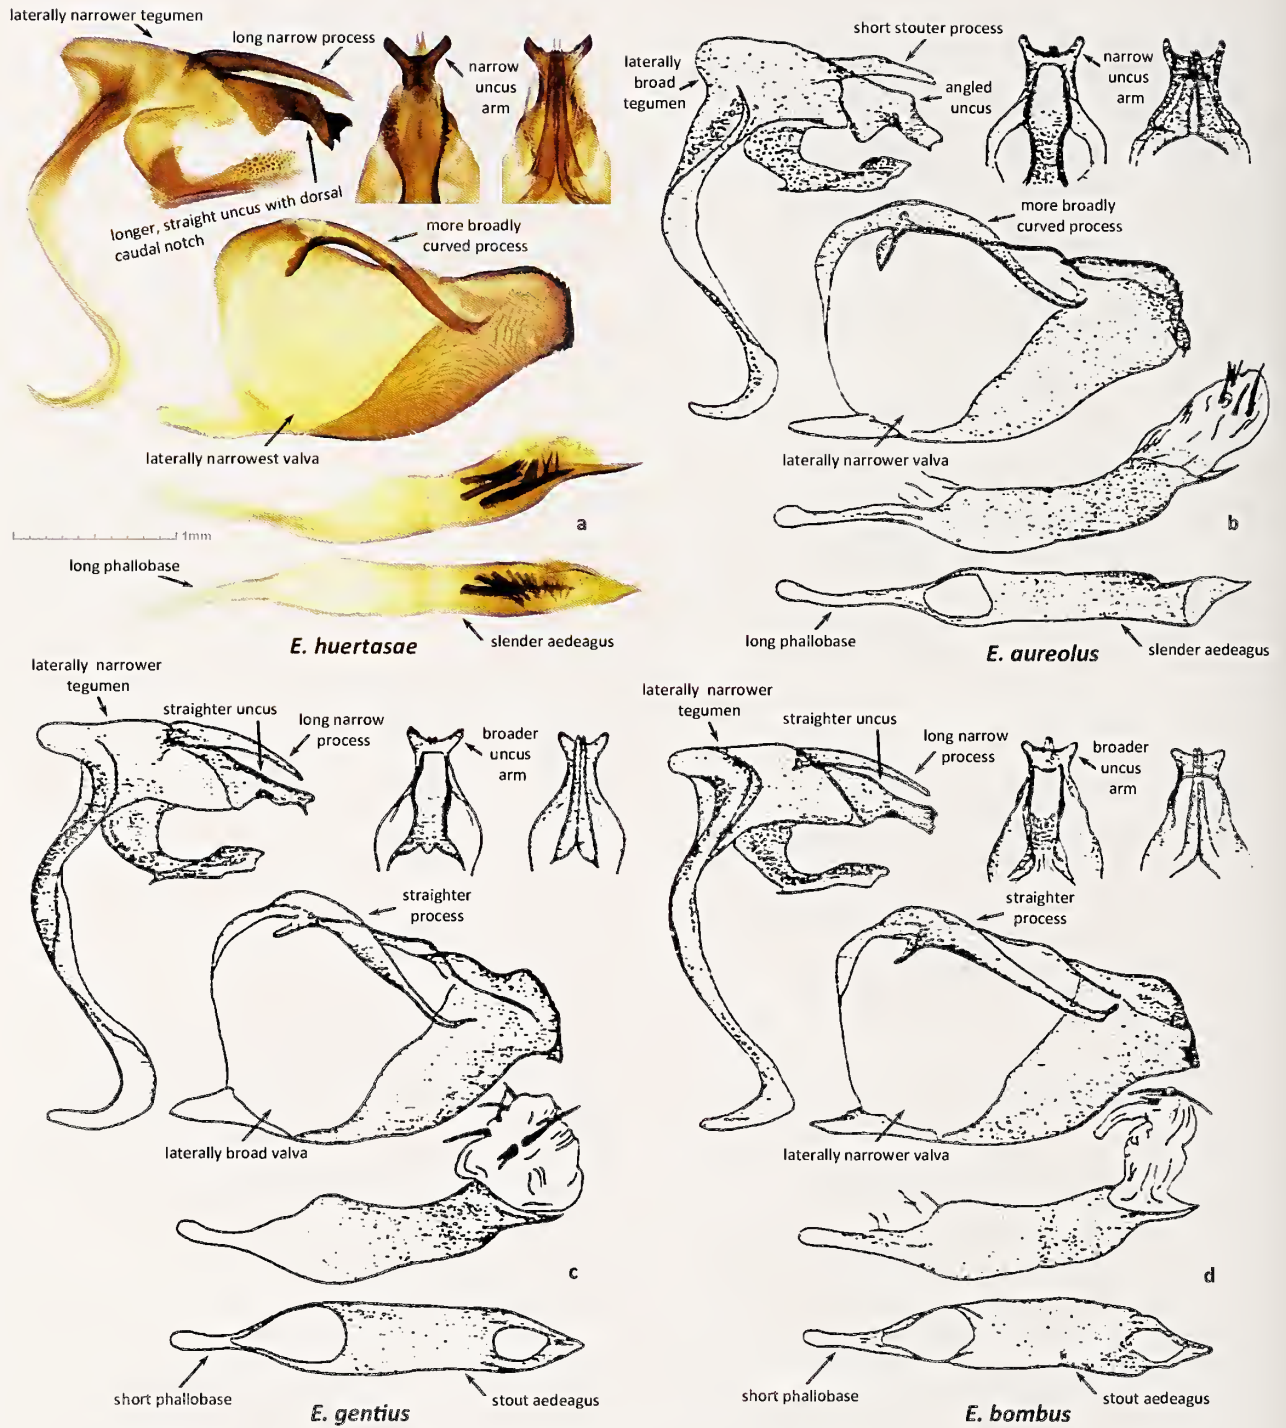 laterally narrower tegumen
long narrow process
narrow
uncus
arm
longer, straight uncus with dorsal
caudal notch
more broadly
curved process
laterally narrowest valva
a
1mm
long phallobase
slender aedeagus
E. huertasae
short stouter process
laterally
broad
tegumen
angled
uncus
narrow
uncus
arm
more broadly
curved process
laterally narrower valva
b
long phallobase
slender aedeagus
E. aureolus
laterally narrower
tegumen
straighter uncus
long narrow
process
broader
uncus
arm
straighter
process
laterally broad valva
c
short phallobase
stout aedeagus
E. gentius
laterally narrower
tegumen
straighter uncus
long narrow
process
broader
uncus
arm
straighter
process
laterally narrower valva
d
short phallobase
stout aedeagus
E. bombus